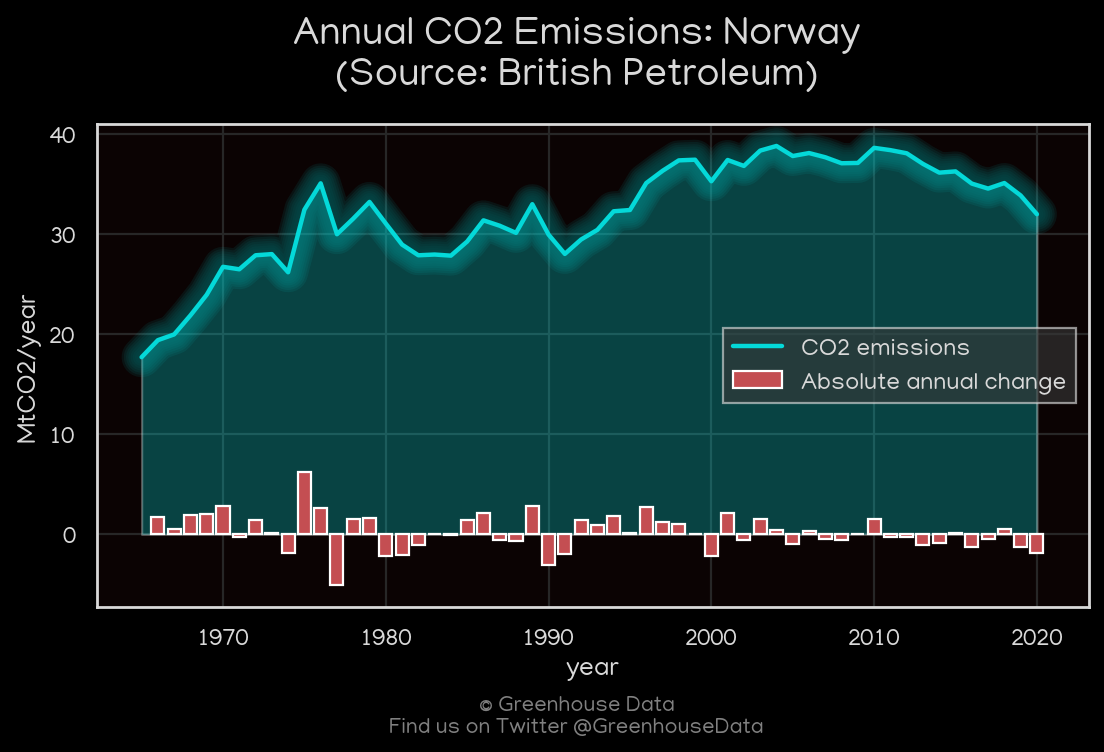 Annual CO2 Emissions: Norway
(Source: British Petroleum)
40
30
20
10
0
MtCO2/year
CO2 emissions
Absolute annual change
1970 1980 1990 2000 2010 2020
year
© Greenhouse Data
Find us on Twitter @GreenhouseData